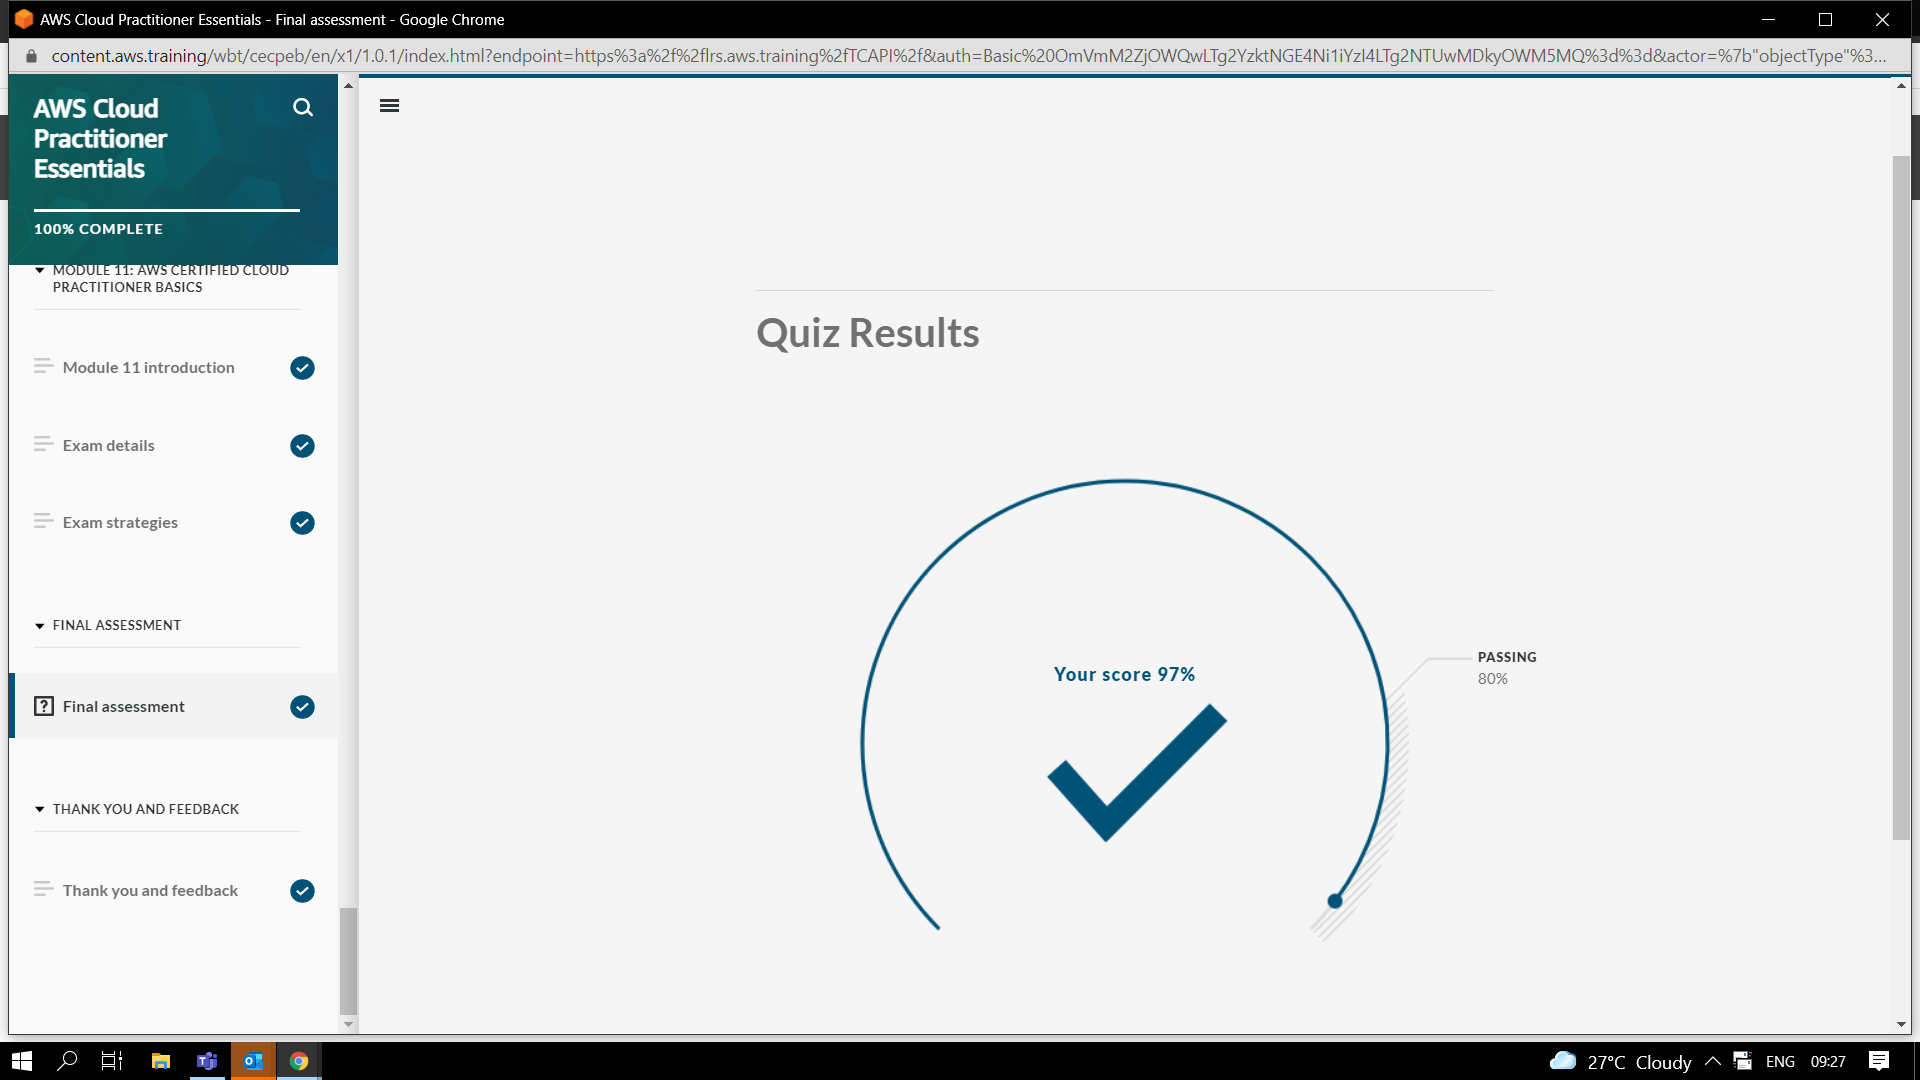 AWS Cloud Practitioner Essentials - Final assessment - Google Chrome
content.aws.training/wbt/cecpeb/en/x1/1.0.1/index.html?endpoint=https%3a%2f%2flrs.aws.training%2fTCAPI%2f&auth=Basic%20OmVmM2ZjOWQwLTg2YzktNGE4Ni1iYzI4LTg2NTUwMDkyOWM5MQ%3d%3d&actor=%7b"objectType"%3...
AWS Cloud
Practitioner
Essentials
100% COMPLETE
MODULE 11: AWS CERTIFIED CLOUD
PRACTITIONER BASICS
Module 11 introduction
Exam details
Exam strategies
FINAL ASSESSMENT
Final assessment
THANK YOU AND FEEDBACK
Thank you and feedback
Quiz Results
Your score 97%
PASSING
80%
27°C Cloudy
ENG
09:27